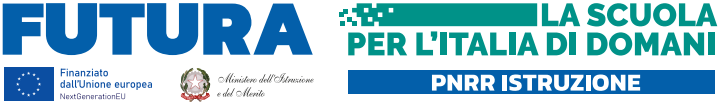 FUTURA
Finanziato
dall'Unione europea
NextGenerationEU
Ministero dell'Istruzione
e del Merito
LA SCUOLA
PER L'ITALIA DI DOMANI
PNRR ISTRUZIONE